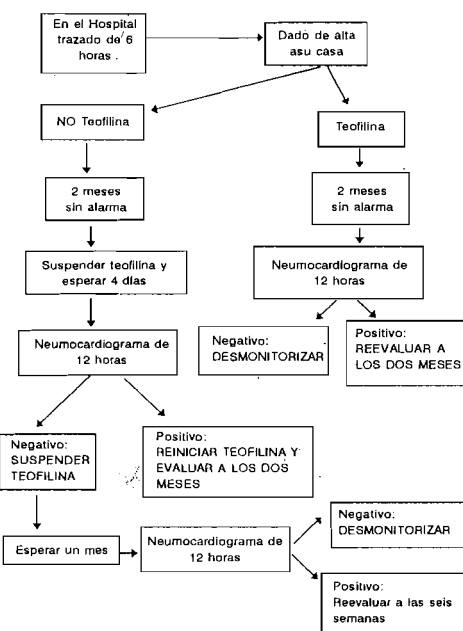 En el Hospital
trazado de 6
horas .
Dado de alta
asu casa
NO Teofilina
Teofilina
2 meses
sin alarma
2 meses
sin alarma
Suspender teofilina y
esperar 4 días
Neumocardiograma de
12 horas
Neumocardiograma de
12 horas
Negativo:
DESMONITORIZAR
Positivo:
REEVALUAR A
LOS DOS MESES
Negativo:
SUSPENDER
TEOFILINA
Positivo:
REINICIAR TEOFILINA Y
EVALUAR A LOS DOS
MESES
Esperar un mes
Neumocardiograma de
12 horas
Negativo:
DESMONITORIZAR
Positivo:
Reevaluar a las seis
semanas